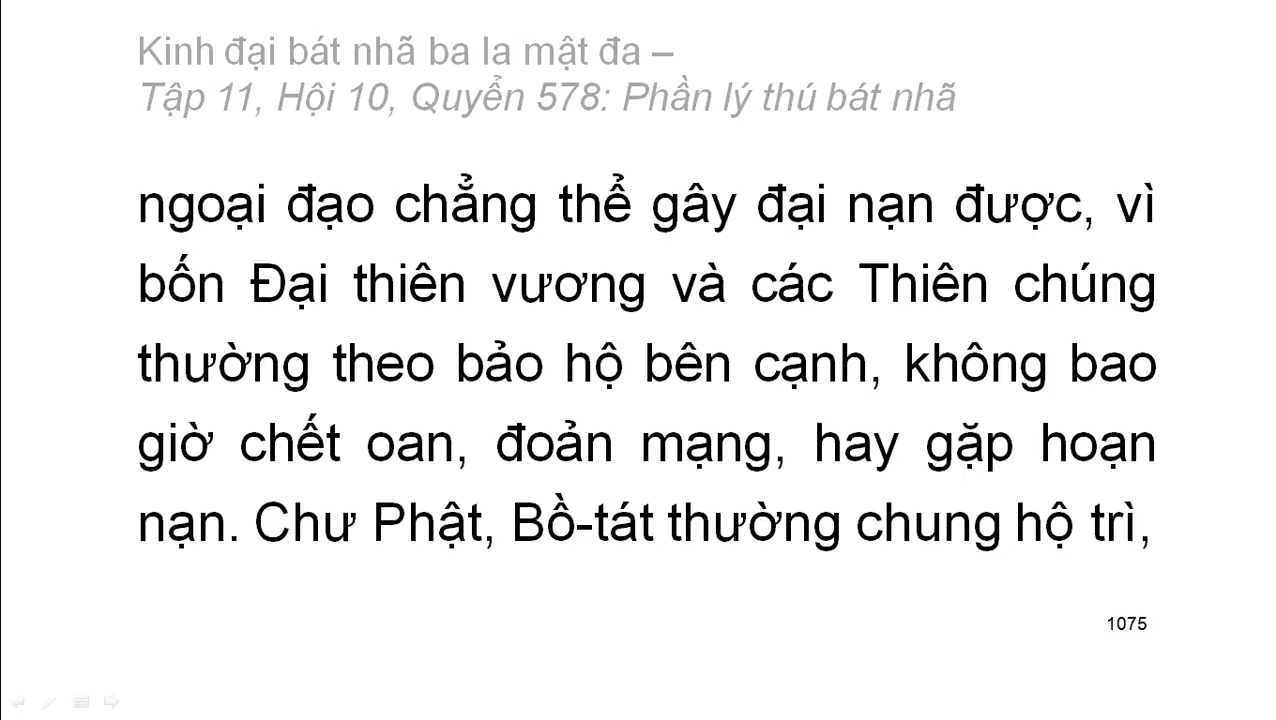 Kinh đại bát nhã ba la mật đa –
Tập 11, Hội 10, Quyển 578: Phần lý thú bát nhã
ngoại đạo chẳng thể gây đại nạn được, vì
bốn Đại thiên vương và các Thiên chúng
thường theo bảo hộ bên cạnh, không bao
giờ chết oan, đoản mạng, hay gặp hoạn
nạn. Chư Phật, Bồ-tát thường chung hộ trì,
1075